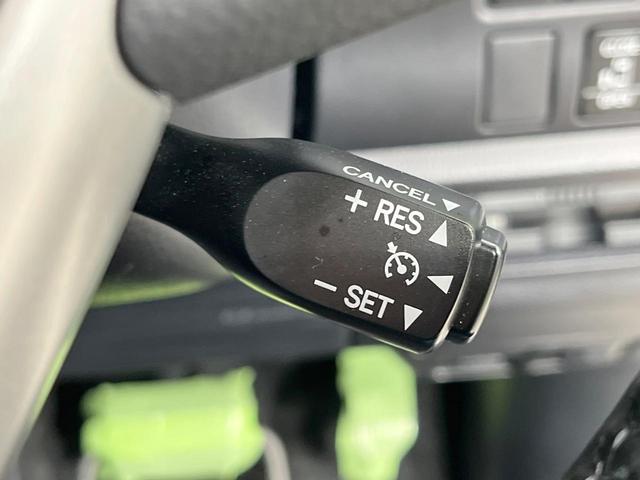 CANCEL ▼
+ RES ▲
− SET ▼